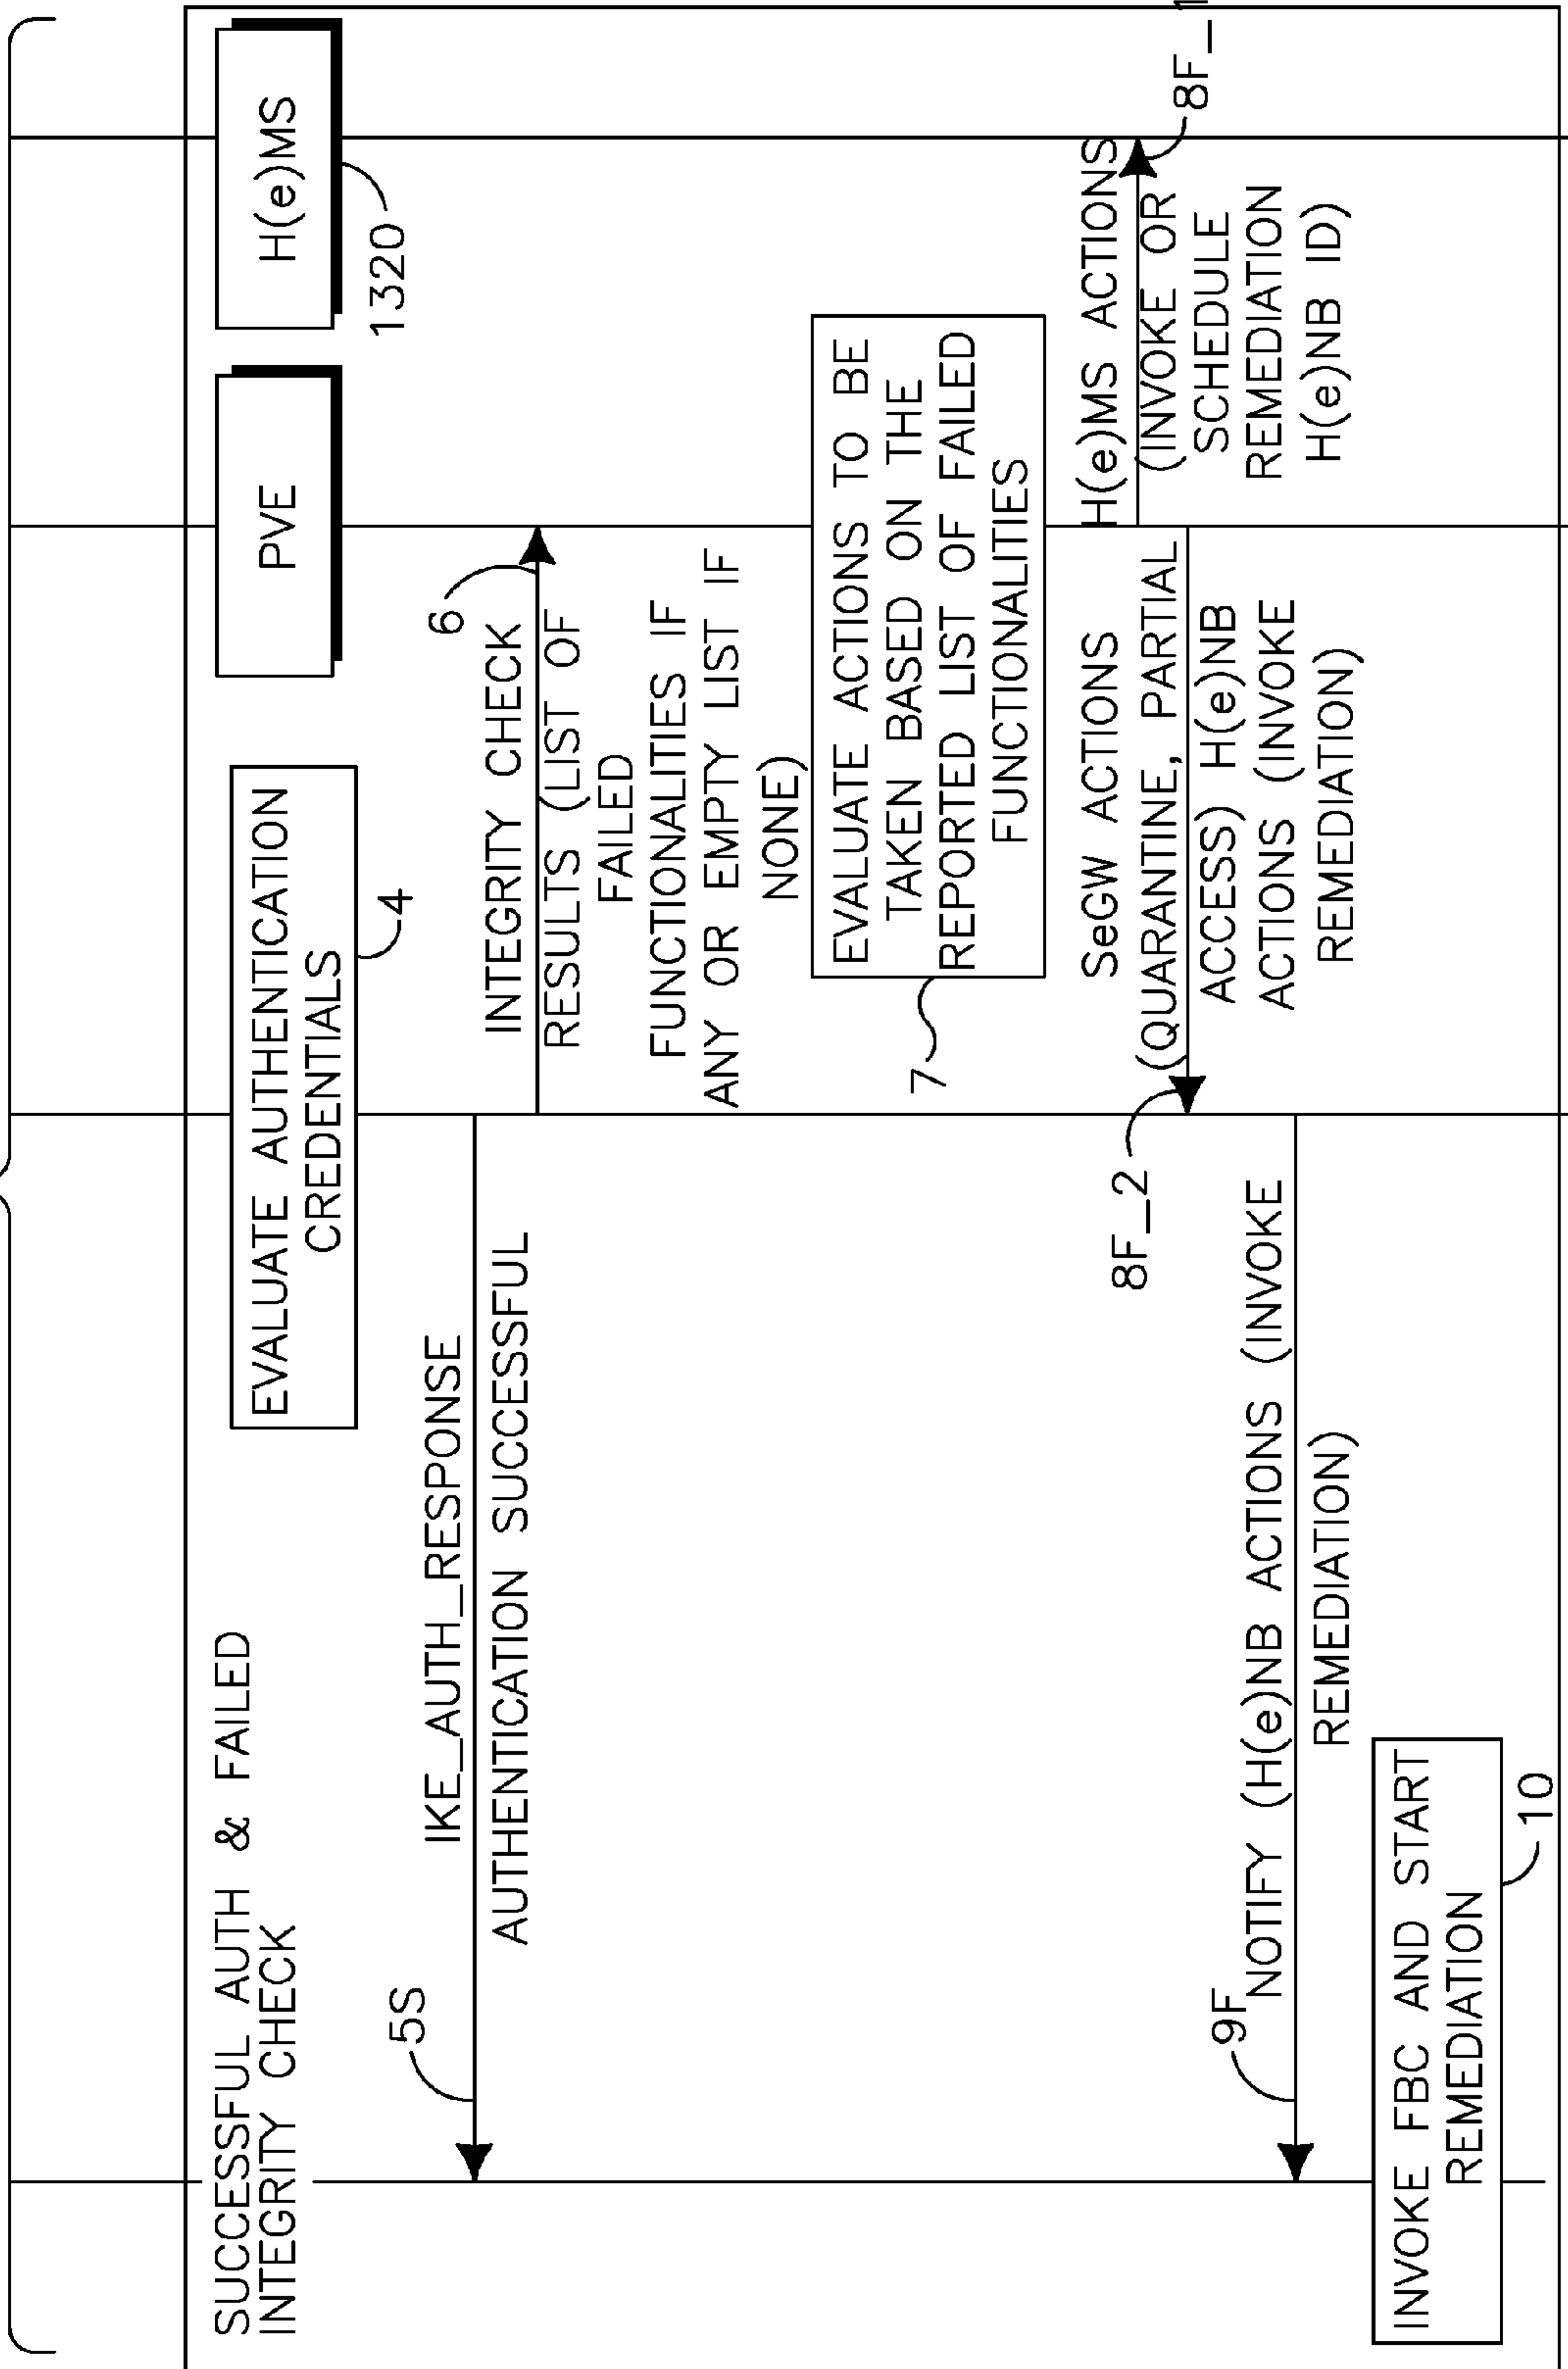 SUCCESSFUL AUTH & FAILED
INTEGRITY CHECK
PVE
H(e)MS
1320
EVALUATE AUTHENTICATION
CREDENTIALS
4
5S
IKE_AUTH_RESPONSE
AUTHENTICATION SUCCESSFUL
6
INTEGRITY CHECK
RESULTS (LIST OF
FAILED
FUNCTIONALITIES IF
ANY OR EMPTY LIST IF
NONE)
7
EVALUATE ACTIONS TO BE
TAKEN BASED ON THE
REPORTED LIST OF FAILED
FUNCTIONALITIES
H(e)MS ACTIONS
(INVOKE OR
SCHEDULE
REMEDIATION
H(e)NB ID)
8F_1
8F_2
SeGW ACTIONS
(QUARANTINE, PARTIAL
ACCESS) H(e)NB
ACTIONS (INVOKE
REMEDIATION)
9F
NOTIFY (H(e)NB ACTIONS (INVOKE
REMEDIATION)
INVOKE FBC AND START
REMEDIATION
10